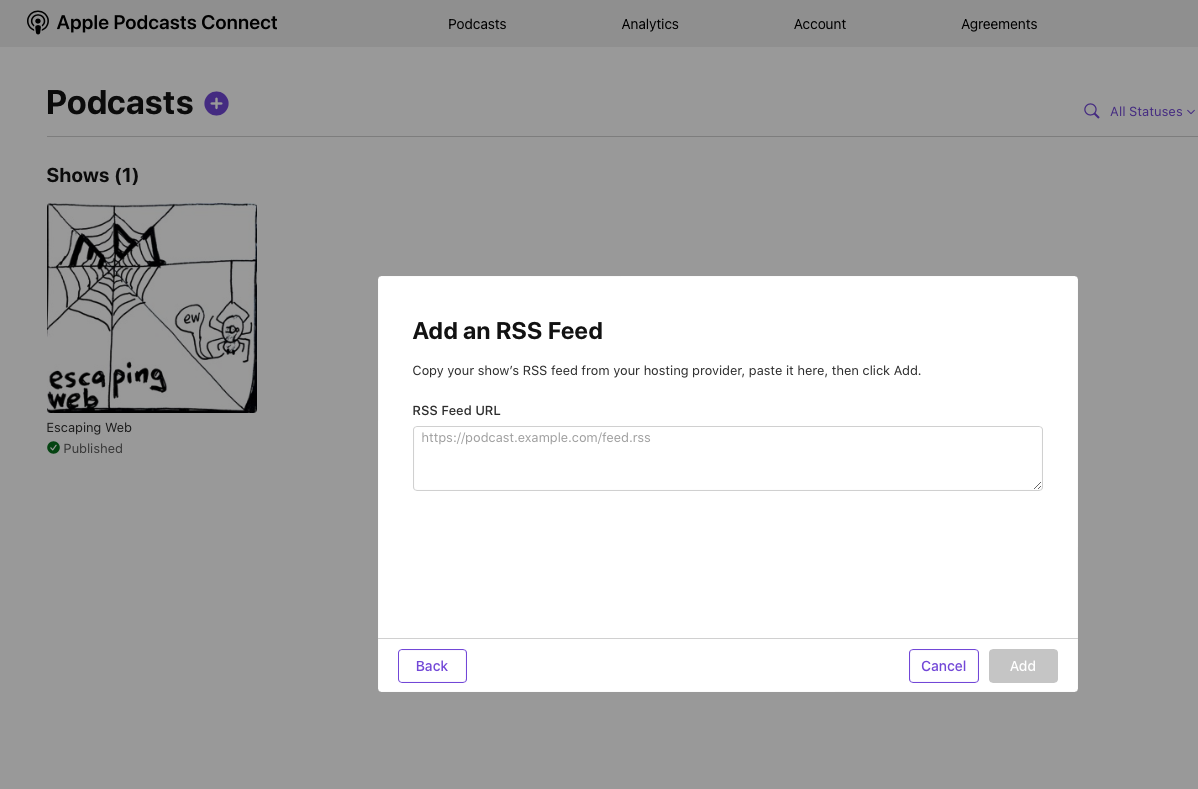 Apple Podcasts Connect
Podcasts
Analytics
Account
Agreements
Podcasts
All Statuses
Shows (1)
ew
escaping
web
Escaping Web
Published
Add an RSS Feed
Copy your show's RSS feed from your hosting provider, paste it here, then click Add.
RSS Feed URL
https://podcast.example.com/feed.rss
Back
Cancel
Add